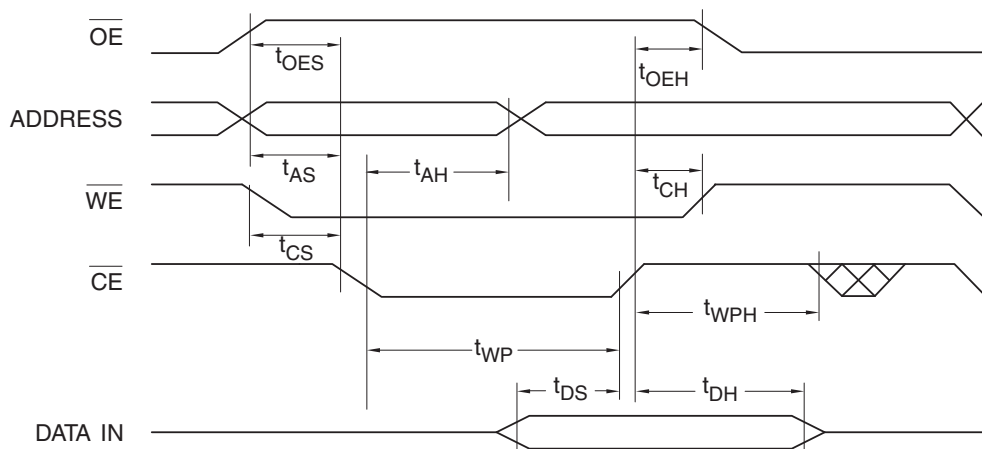 OE
tOES
tOEH
ADDRESS
tAS
tAH
tCH
WE
tCS
CE
tWPH
tWP
tDS
tDH
DATA IN